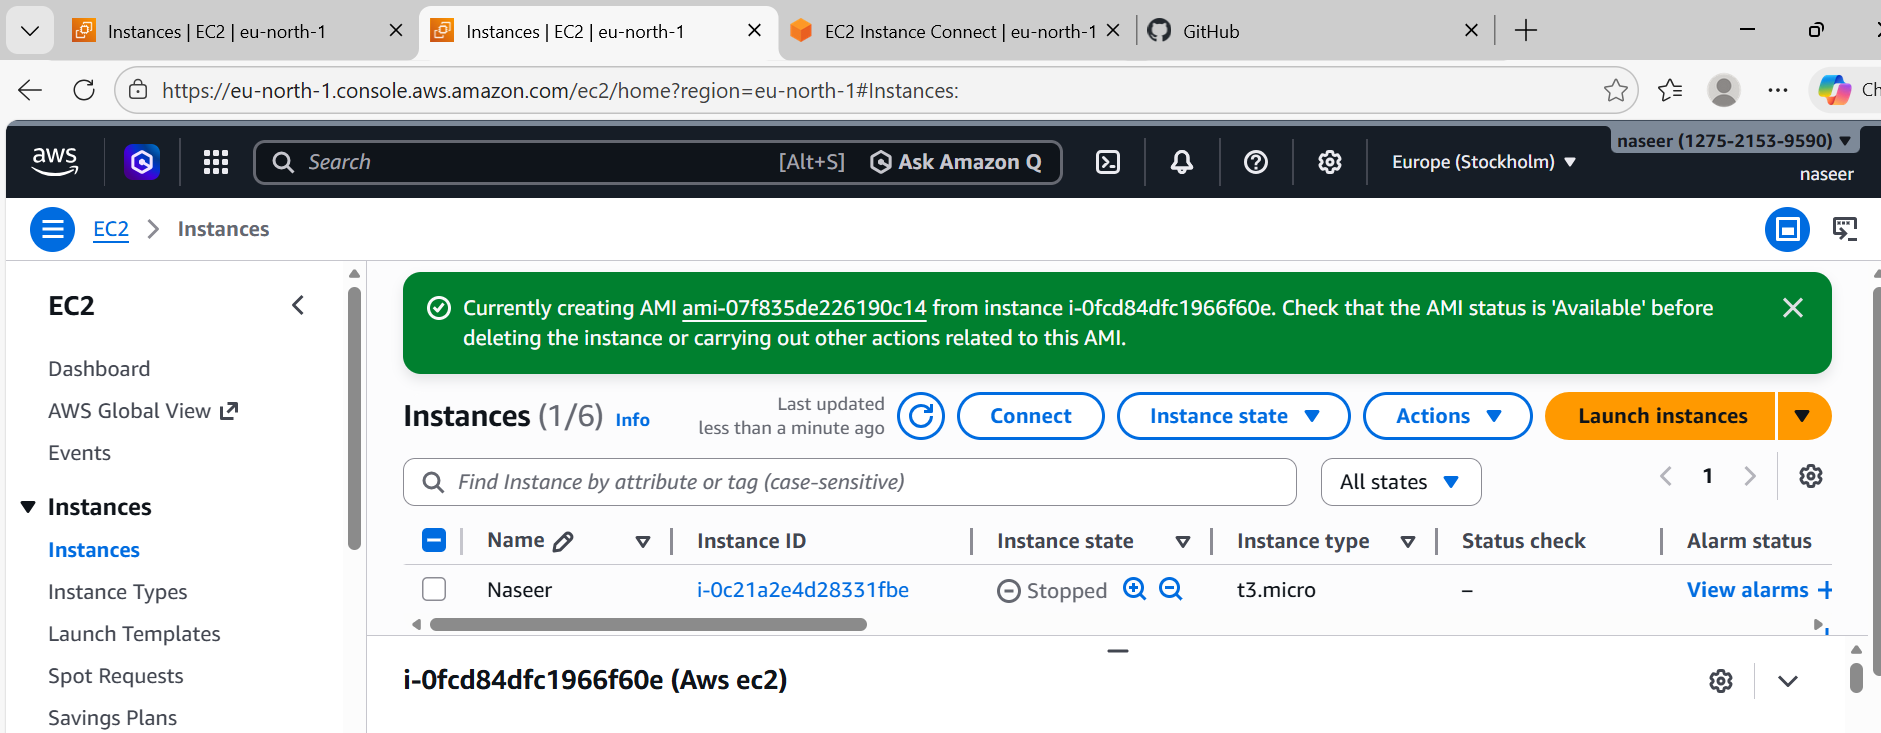 Instances | EC2 | eu-north-1
Instances | EC2 | eu-north-1
EC2 Instance Connect | eu-north-1
GitHub
https://eu-north-1.console.aws.amazon.com/ec2/home?region=eu-north-1#Instances:
Ch
aws
Search
[Alt+S]
Ask Amazon Q
Europe (Stockholm)
naseer (1275-2153-9590)
naseer
EC2
Instances
EC2
Dashboard
AWS Global View
Events
Instances
Instances
Instance Types
Launch Templates
Spot Requests
Savings Plans
Currently creating AMI ami-07f835de226190c14 from instance i-0fcd84dfc1966f60e. Check that the AMI status is 'Available' before
deleting the instance or carrying out other actions related to this AMI.
Instances (1/6) Info
Last updated
less than a minute ago
Connect
Instance state
Actions
Launch instances
Find Instance by attribute or tag (case-sensitive)
All states
1
Name Instance ID Instance state Instance type Status check Alarm status
Naseer i-0c21a2e4d28331fbe Stopped t3.micro – View alarms +
i-0fcd84dfc1966f60e (Aws ec2)